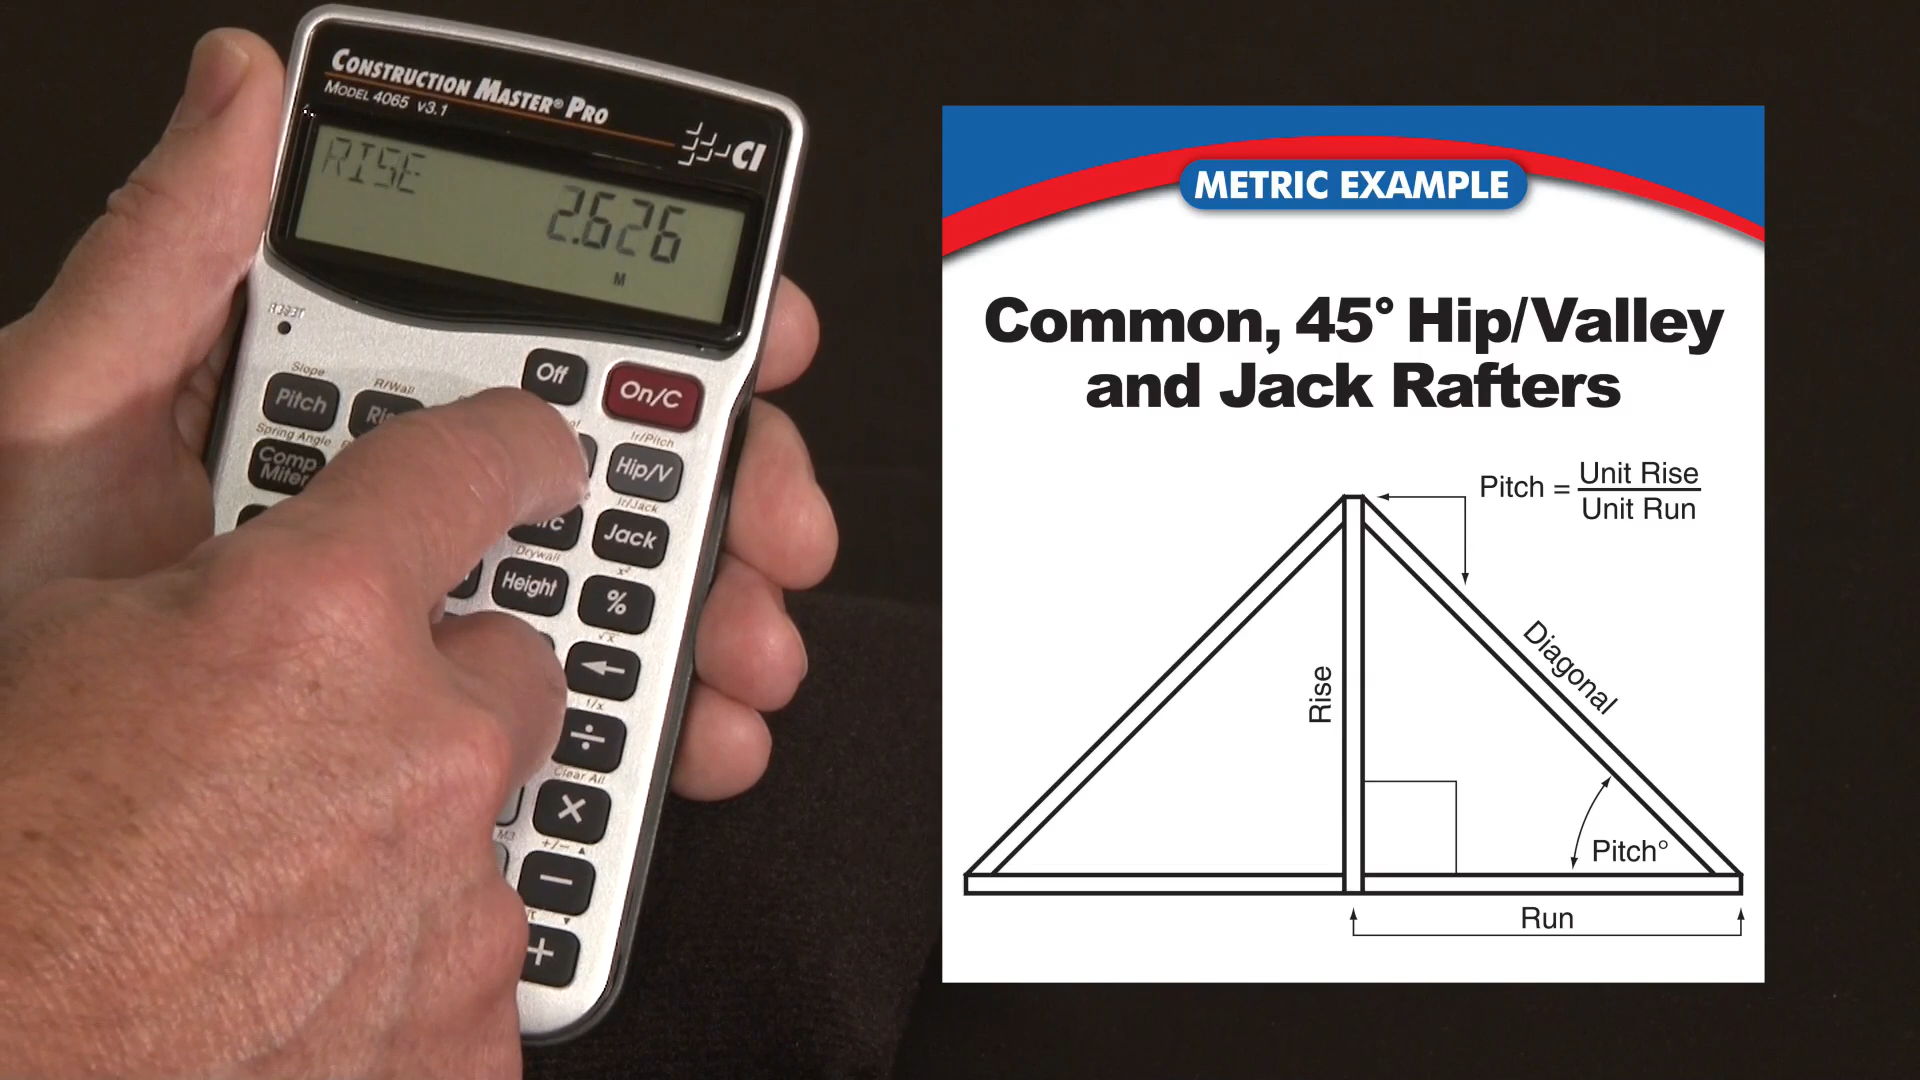 CONSTRUCTION MASTER® PRO
MODEL 4065 v3.1
CI
RISE
2.626
M
RESET
Off
On/C
Slope
R/Wall
Pitch
Ir/Pitch
Spring Angle
Hip/V
Comp
Miter
Ir/Jack
Jack
Drywall
x²
Height
%
√x
←
1/x
÷
Clear All
×
M3
+/−
−
+
METRIC EXAMPLE
Common, 45° Hip/Valley
and Jack Rafters
Pitch = Unit Rise
Unit Run
Diagonal
Rise
Pitch°
Run